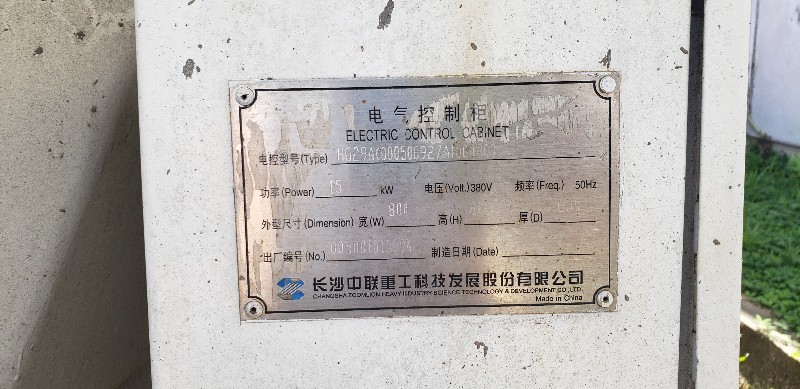 电气控制柜
ELECTRIC CONTROL CABINET
电控型号(Type)
功率(Power) 15 kW 电压(Volt.)380V 频率(Freq.) 50Hz
外型尺寸(Dimension) 宽(W) 800 高(H) 厚(D)
出厂编号(No.) 制造日期(Date)
长沙中联重工科技发展股份有限公司
CHANGSHA ZOOMLION HEAVY INDUSTRY SCIENCE TECHNOLOGY & DEVELOPMENT CO.,LTD.
Made in China